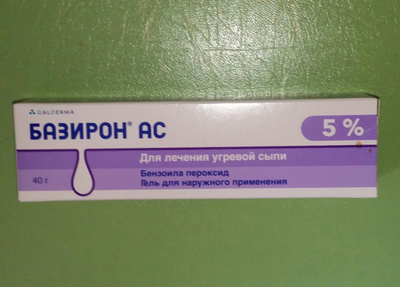 GALDERMA
БАЗИРОН® АС
5 %
Для лечения угревой сыпи
Бензоила пероксид
Гель для наружного применения
40 г